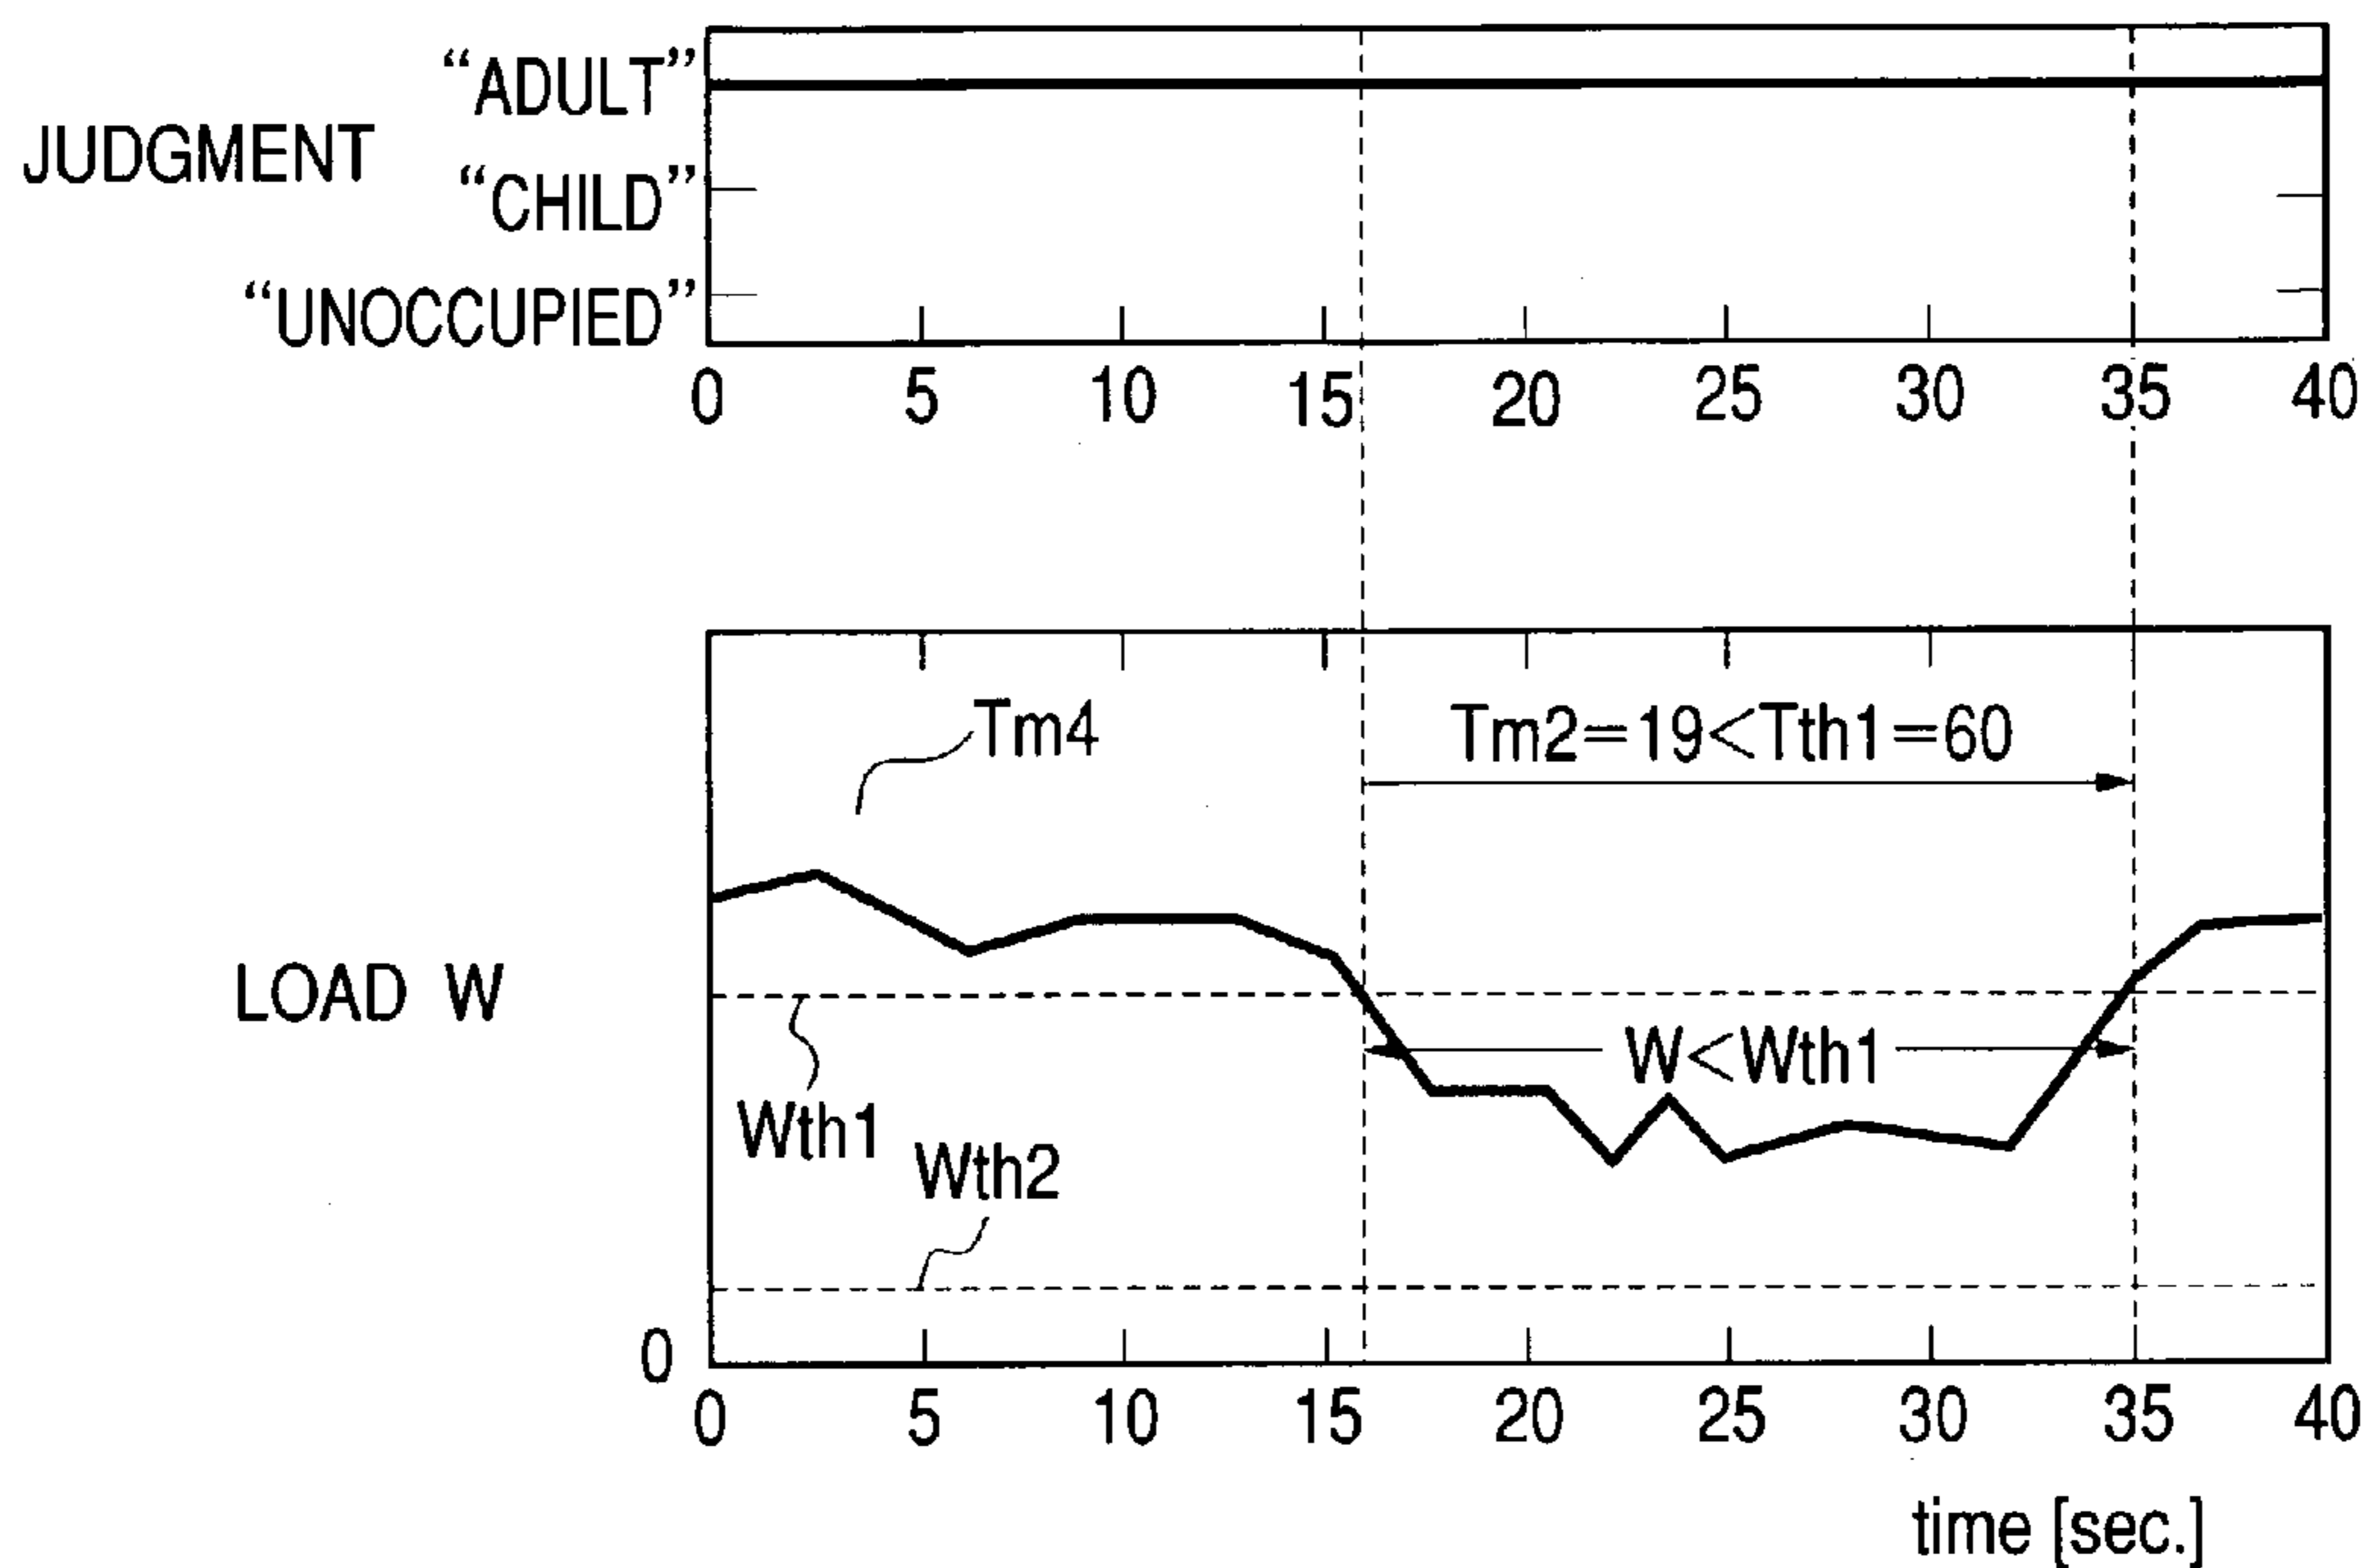 “ADULT”
JUDGMENT
“CHILD”
“UNOCCUPIED”
0 5 10 15 20 25 30 35 40
Tm4
Tm2=19<Tth1=60
LOAD W
W<Wth1
Wth1
Wth2
0
0 5 10 15 20 25 30 35 40
time [sec.]